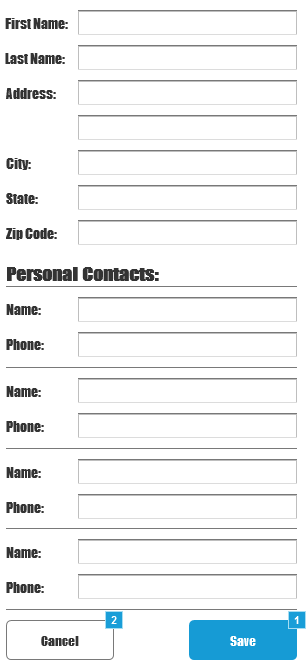 First Name:
Last Name:
Address:
City:
State:
Zip Code:
Personal Contacts:
Name:
Phone:
Name:
Phone:
Name:
Phone:
Name:
Phone:
2 1
Cancel Save